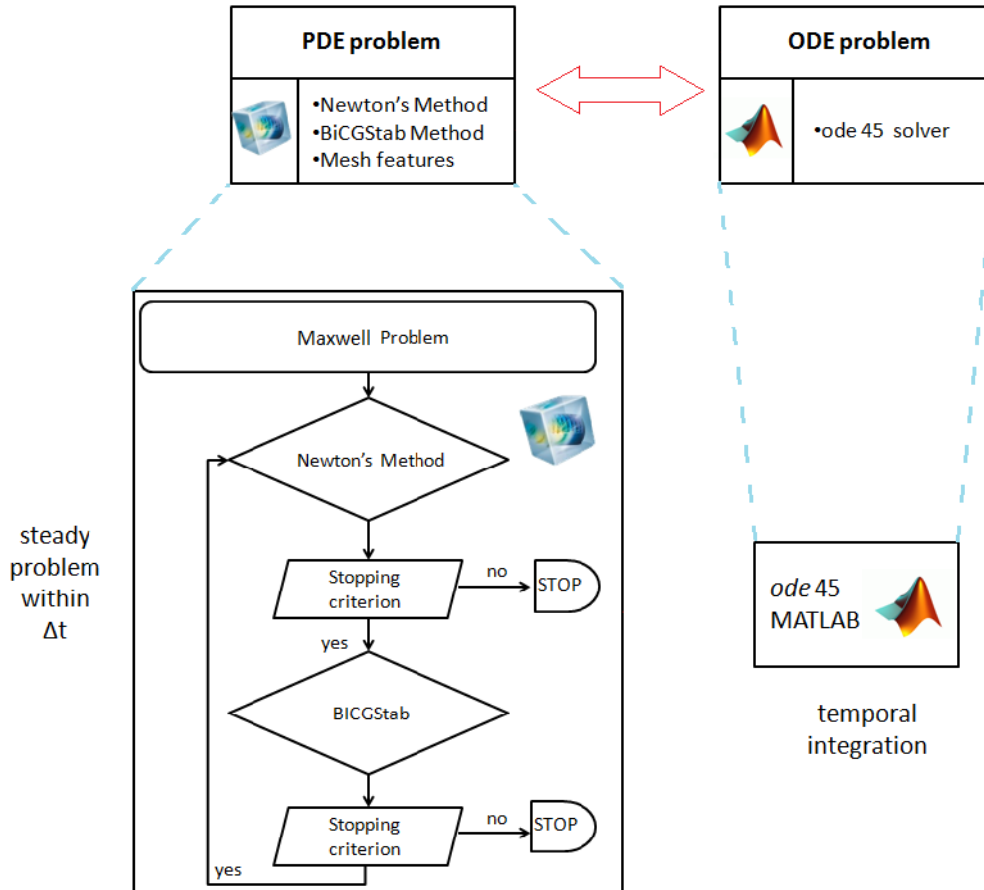 PDE problem
•Newton's Method
•BiCGStab Method
•Mesh features
ODE problem
•ode 45 solver
Maxwell Problem
Newton's Method
Stopping
criterion
no
STOP
yes
BICGStab
Stopping
criterion
no
STOP
yes
steady
problem
within
Δt
ode 45
MATLAB
temporal
integration